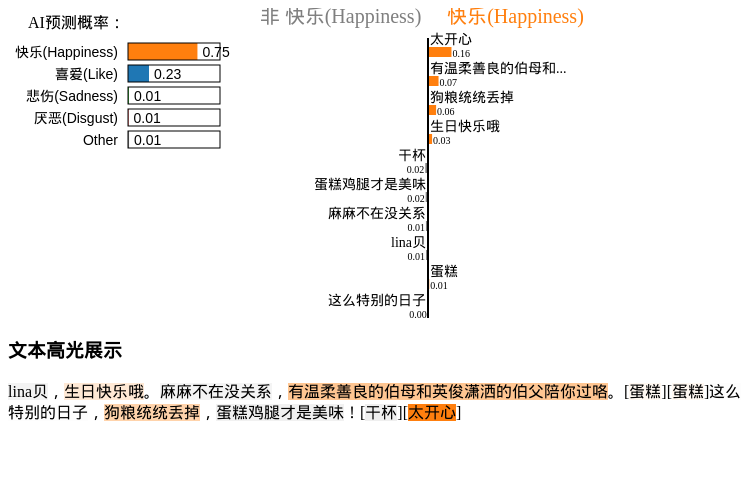 AI预测概率：
快乐(Happiness) 0.75
喜爱(Like) 0.23
悲伤(Sadness) 0.01
厌恶(Disgust) 0.01
Other 0.01
非 快乐(Happiness) 快乐(Happiness)
太开心
0.16
有温柔善良的伯母和...
0.07
狗粮统统丢掉
0.06
生日快乐哦
0.03
干杯
0.02
蛋糕鸡腿才是美味
0.02
麻麻不在没关系
0.01
lina贝
0.01
蛋糕
0.01
这么特别的日子
0.00
文本高光展示
lina贝，生日快乐哦。麻麻不在没关系，有温柔善良的伯母和英俊潇洒的伯父陪你过咯。[蛋糕][蛋糕]这么
特别的日子，狗粮统统丢掉，蛋糕鸡腿才是美味！[干杯][太开心]